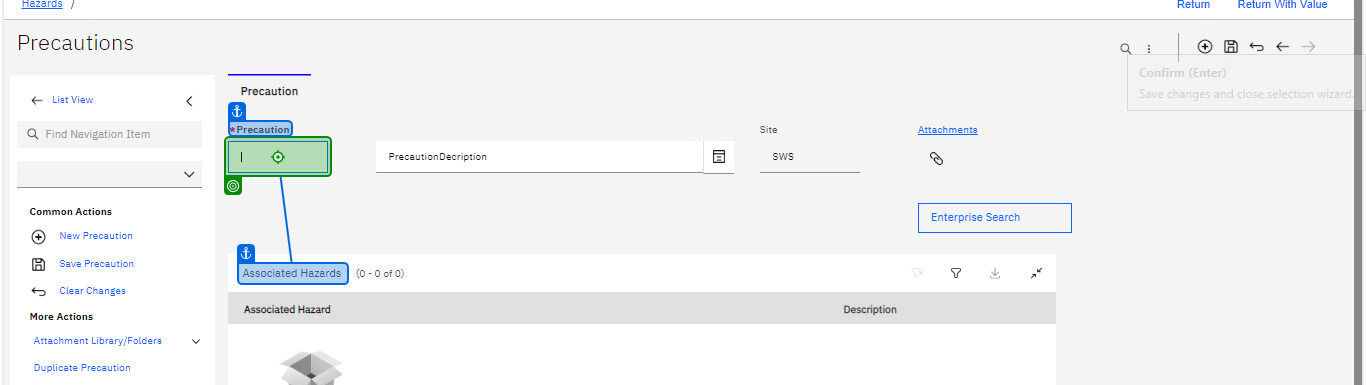 Hazards /
Return Return With Value
Precautions
Confirm (Enter)
Save changes and close selection wizard.
List View
Find Navigation Item
Common Actions
New Precaution
Save Precaution
Clear Changes
More Actions
Attachment Library/Folders
Duplicate Precaution
Precaution
*Precaution
PrecautionDecription
Site
SWS
Attachments
Enterprise Search
Associated Hazards (0 - 0 of 0)
Associated Hazard Description